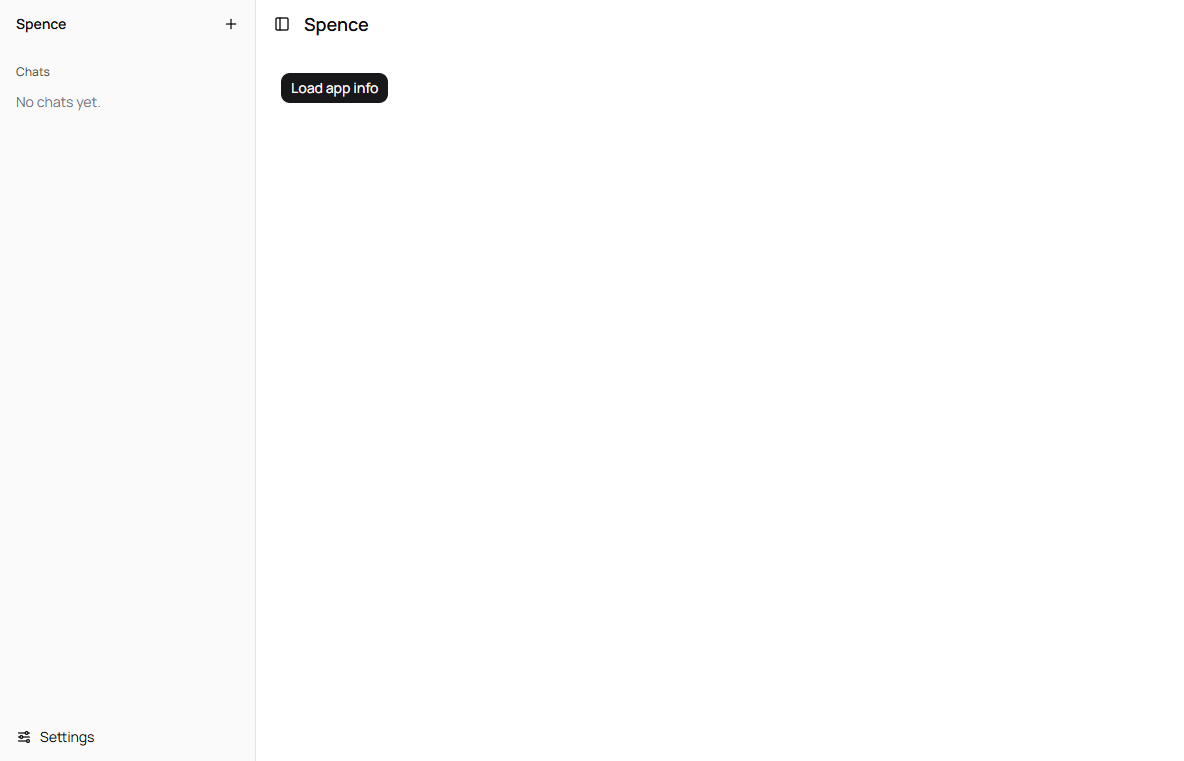 Spence
Chats
No chats yet.
Settings
Spence
Load app info